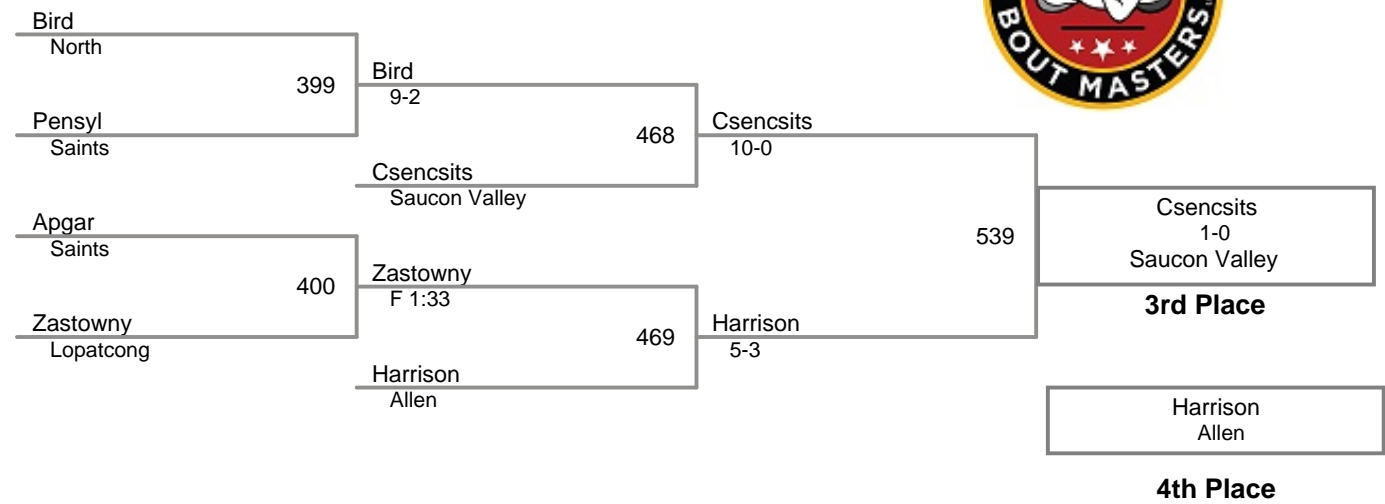 Bird
North
399
Pensyl
Saints
Bird
9-2
468
Csencsits
Saucon Valley
Csencsits
10-0
Apgar
Saints
400
Zastowny
Lopatcong
Zastowny
F 1:33
469
Harrison
Allen
Harrison
5-3
539
Csencsits
1-0
Saucon Valley
3rd Place
Harrison
Allen
4th Place
BOUT MASTERS